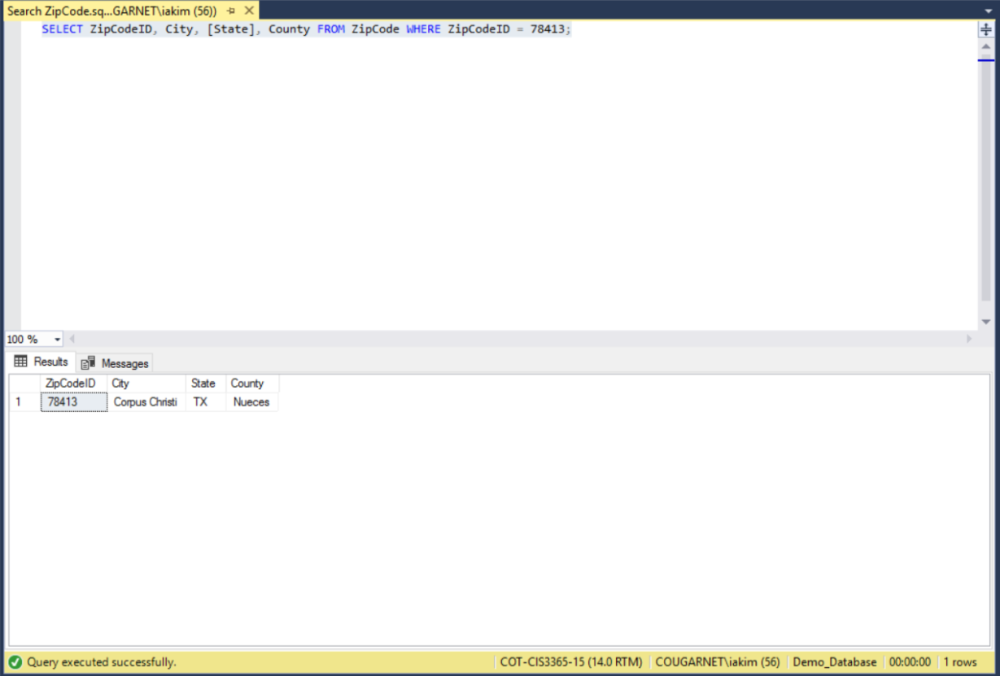 Search ZipCode.sq...GARNET\iakim (56))
SELECT ZipCodeID, City, [State], County FROM ZipCode WHERE ZipCodeID = 78413;
100 %
Results Messages
ZipCodeID City State County
1 78413 Corpus Christi TX Nueces
Query executed successfully. COT-CIS3365-15 (14.0 RTM) COUGARNET\iakim (56) Demo_Database 00:00:00 1 rows